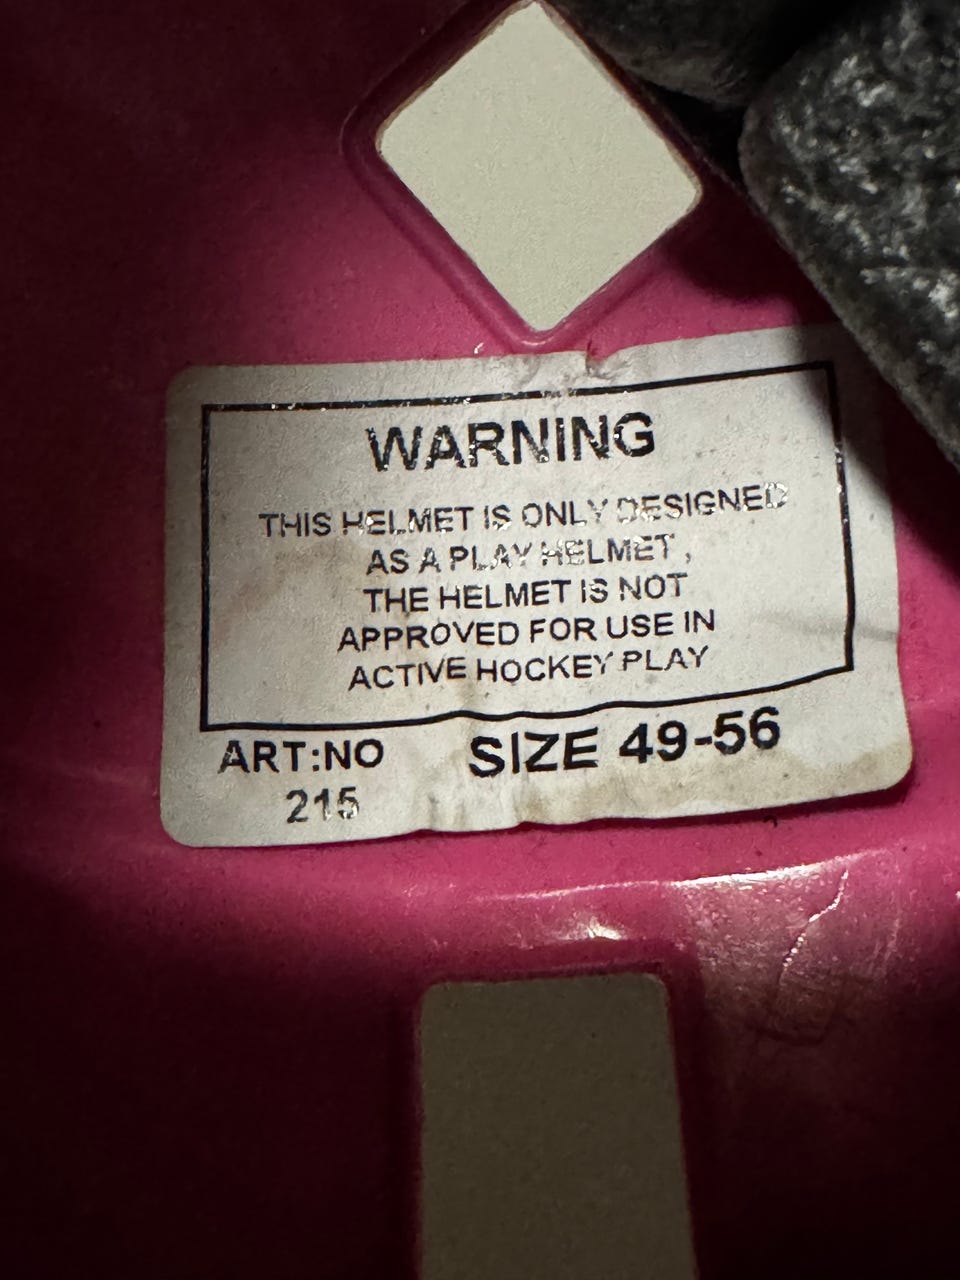 WARNING
THIS HELMET IS ONLY DESIGNED
AS A PLAY HELMET ,
THE HELMET IS NOT
APPROVED FOR USE IN
ACTIVE HOCKEY PLAY
ART:NO SIZE 49-56
215